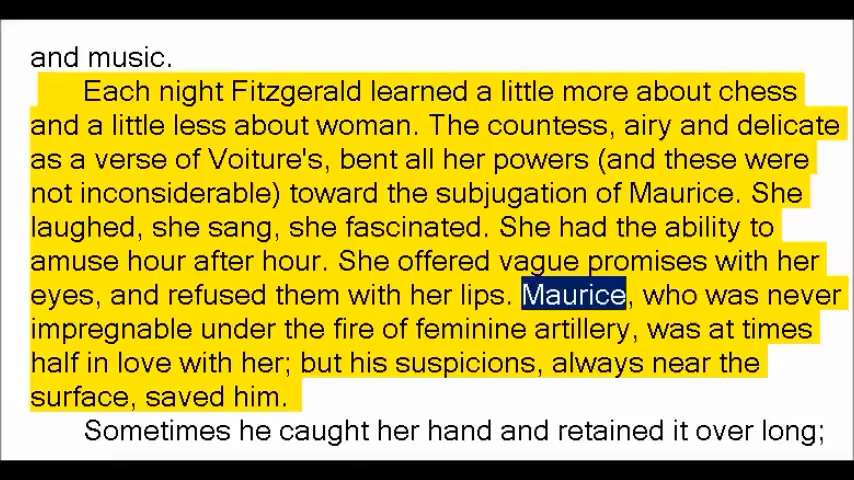 and music.
Each night Fitzgerald learned a little more about chess
and a little less about woman. The countess, airy and delicate
as a verse of Voiture's, bent all her powers (and these were
not inconsiderable) toward the subjugation of Maurice. She
laughed, she sang, she fascinated. She had the ability to
amuse hour after hour. She offered vague promises with her
eyes, and refused them with her lips. Maurice, who was never
impregnable under the fire of feminine artillery, was at times
half in love with her; but his suspicions, always near the
surface, saved him.
Sometimes he caught her hand and retained it over long;